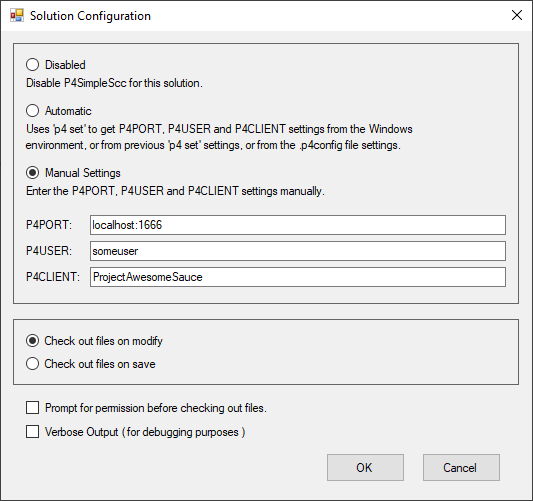 Solution Configuration
Disabled
Disable P4SimpleScc for this solution.
Automatic
Uses 'p4 set' to get P4PORT, P4USER and P4CLIENT settings from the Windows
environment, or from previous 'p4 set' settings, or from the .p4config file settings.
Manual Settings
Enter the P4PORT, P4USER and P4CLIENT settings manually.
P4PORT: localhost:1666
P4USER: someuser
P4CLIENT: ProjectAwesomeSauce
Check out files on modify
Check out files on save
Prompt for permission before checking out files.
Verbose Output ( for debugging purposes )
OK Cancel